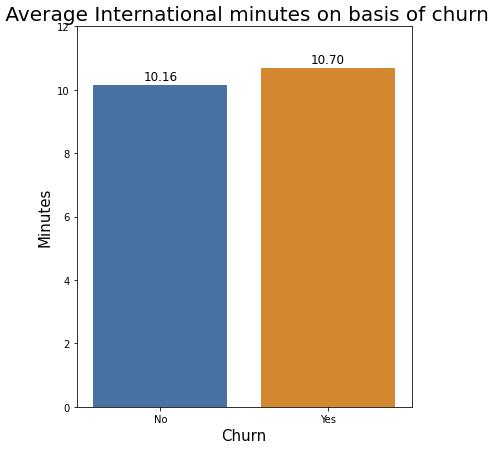 Average International minutes on basis of churn
12
10
8
6
4
2
0
Minutes
10.16
10.70
No
Yes
Churn